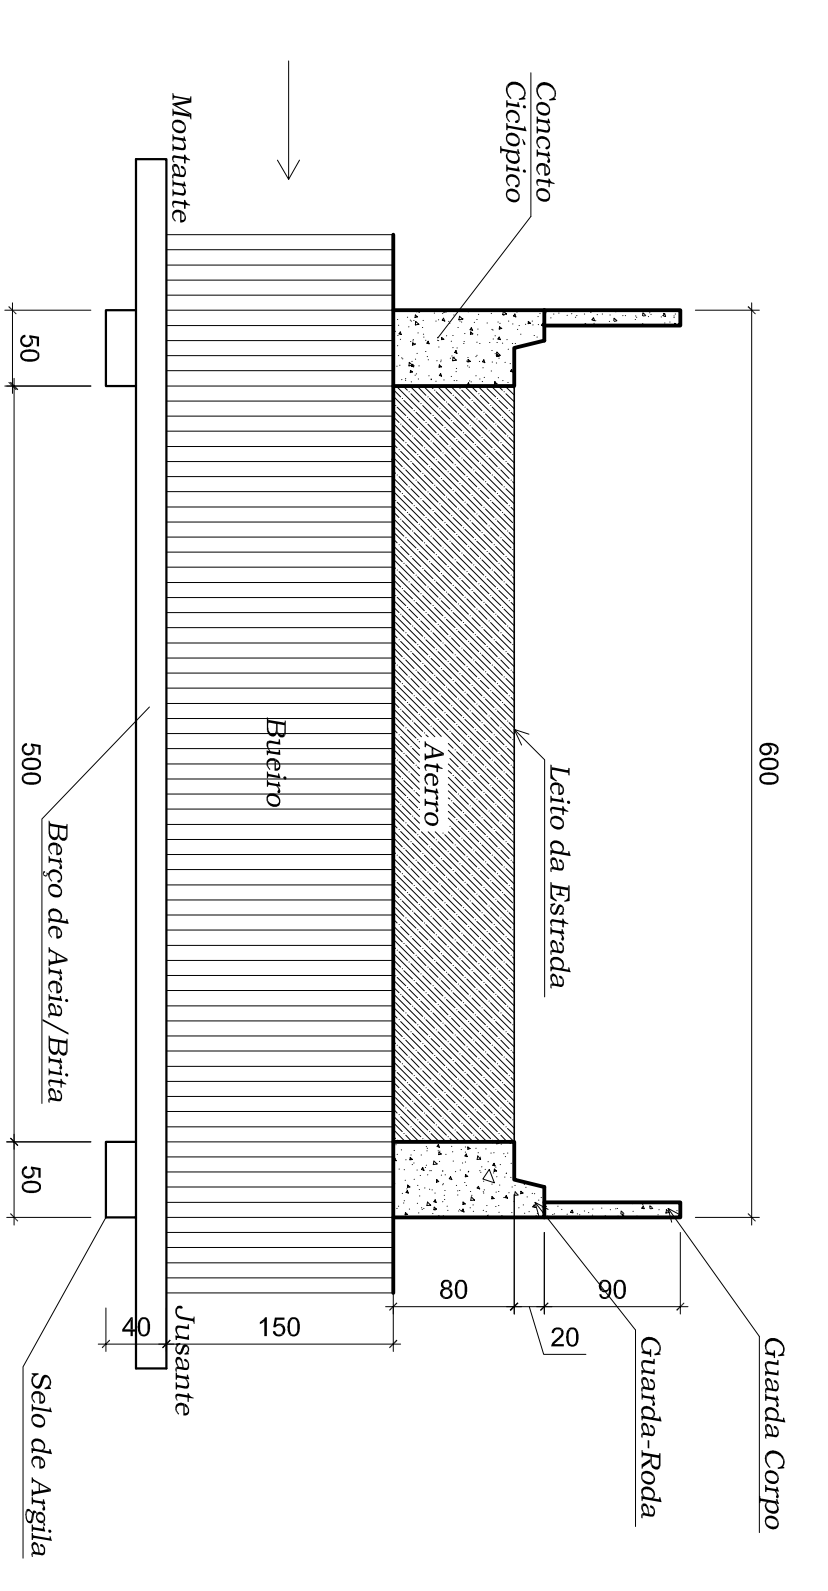 600
Guarda Corpo
Guarda-Roda
Leito da Estrada
Concreto
Ciclópico
90
20
80
Aterro
Bueiro
150
Montante
Jusante
40
Berço de Areia/Brita
Selo de Argila
50
500
50